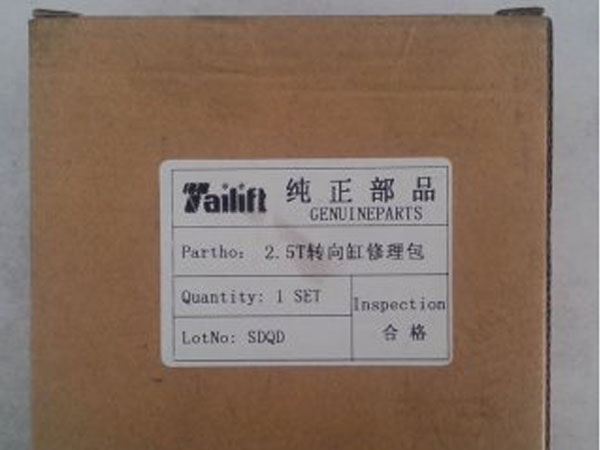 Tailift 纯正部品
GENUINEPARTS
Partho: 2.5T转向缸修理包
Quantity: 1 SET
Inspection
合格
LotNo: SDQD